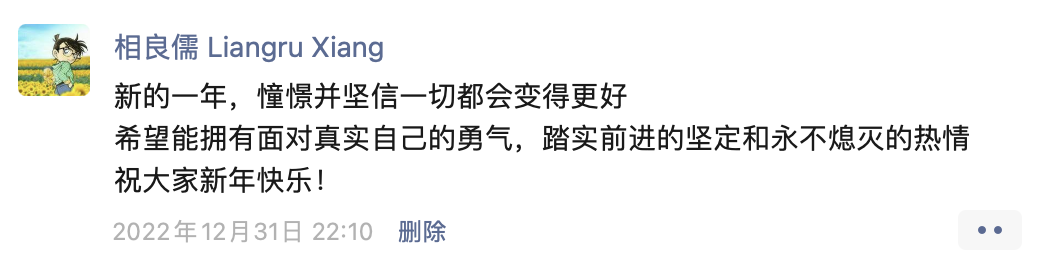 相良儒 Liangru Xiang
新的一年，憧憬并坚信一切都会变得更好
希望能拥有面对真实自己的勇气，踏实前进的坚定和永不熄灭的热情
祝大家新年快乐！
2022年12月31日 22:10 删除